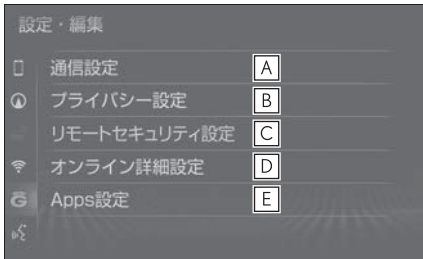 設定・編集
通信設定 A
プライバシー設定 B
リモートセキュリティ設定 C
オンライン詳細設定 D
Apps設定 E
G